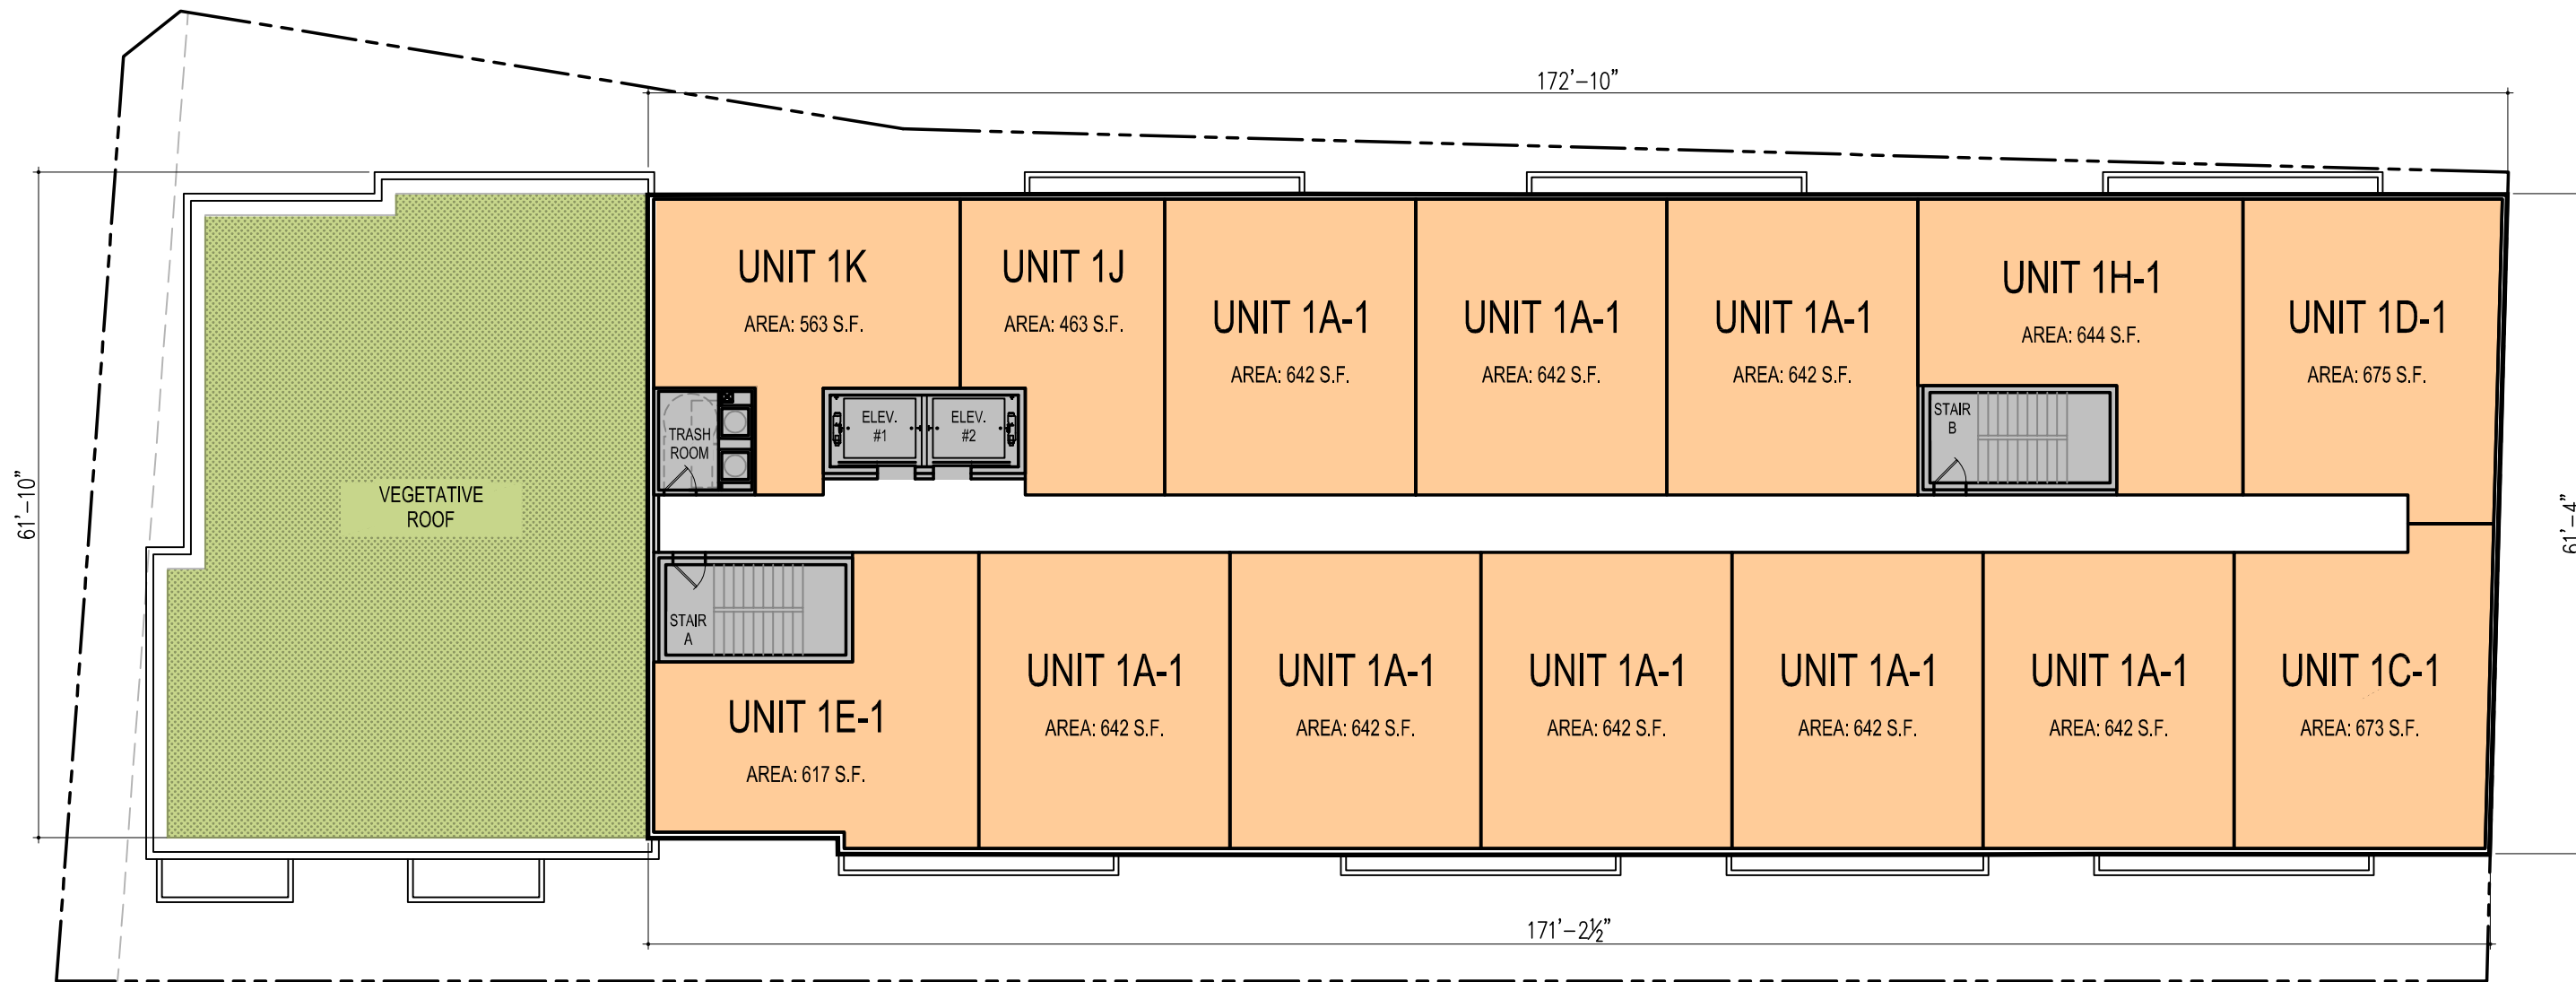 172'-10"
UNIT 1K
AREA: 563 S.F.
UNIT 1J
AREA: 463 S.F.
UNIT 1A-1
AREA: 642 S.F.
UNIT 1A-1
AREA: 642 S.F.
UNIT 1A-1
AREA: 642 S.F.
UNIT 1H-1
AREA: 644 S.F.
UNIT 1D-1
AREA: 675 S.F.
TRASH
ROOM
ELEV.
#1
ELEV.
#2
STAIR
B
61'-10"
VEGETATIVE
ROOF
61'-4"
STAIR
A
UNIT 1E-1
AREA: 617 S.F.
UNIT 1A-1
AREA: 642 S.F.
UNIT 1A-1
AREA: 642 S.F.
UNIT 1A-1
AREA: 642 S.F.
UNIT 1A-1
AREA: 642 S.F.
UNIT 1A-1
AREA: 642 S.F.
UNIT 1C-1
AREA: 673 S.F.
171'-2½"